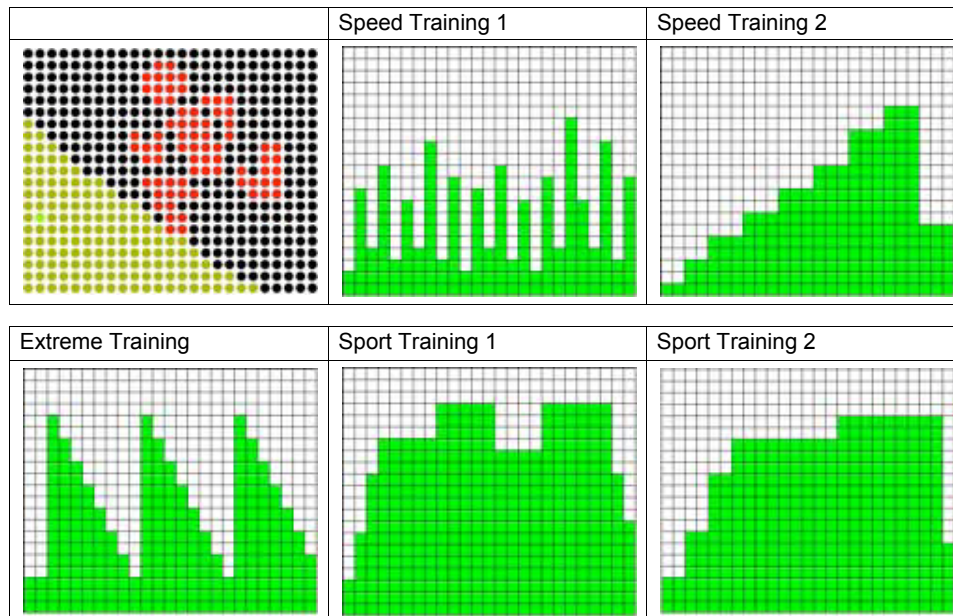 Speed Training 1
Speed Training 2
Extreme Training
Sport Training 1
Sport Training 2